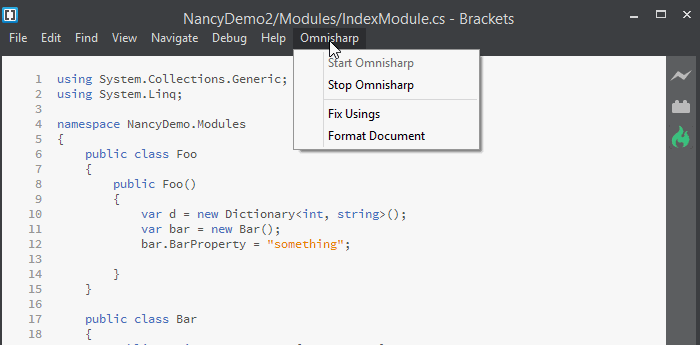 NancyDemo2/Modules/IndexModule.cs - Brackets
File Edit Find View Navigate Debug Help Omnisharp
Start Omnisharp
Stop Omnisharp
Fix Usings
Format Document
1 using System.Collections.Generic;
2 using System.Linq;
3
4 namespace NancyDemo.Modules
5 {
6 public class Foo
7 {
8 public Foo()
9 {
10 var d = new Dictionary<int, string>();
11 var bar = new Bar();
12 bar.BarProperty = "something";
13
14 }
15 }
16
17 public class Bar
18 {